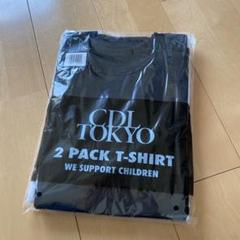 CDL
TOKYO
2 PACK T-SHIRT
WE SUPPORT CHILDREN